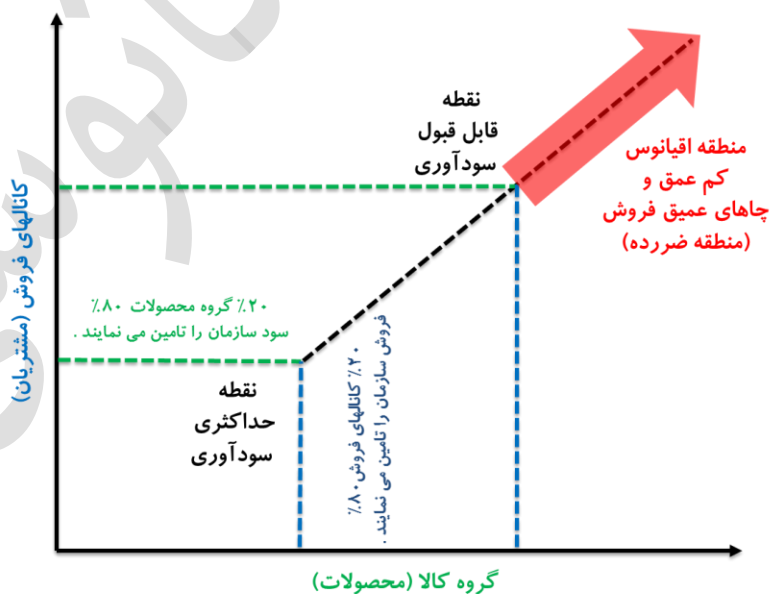 نقطه
قابل قبول
سودآوری
منطقه اقیانوس
کم عمق و
چاهای عمیق فروش
(منطقه ضررده)
کانالهای فروش (مشتریان)
۲۰٪ گروه محصولات ۸۰٪
سود سازمان را تامین می نمایند .
نقطه
حداکثری
سودآوری
۲۰٪ کانالهای فروش ۸۰٪
فروش سازمان را تامین می نمایند .
گروه کالا (محصولات)